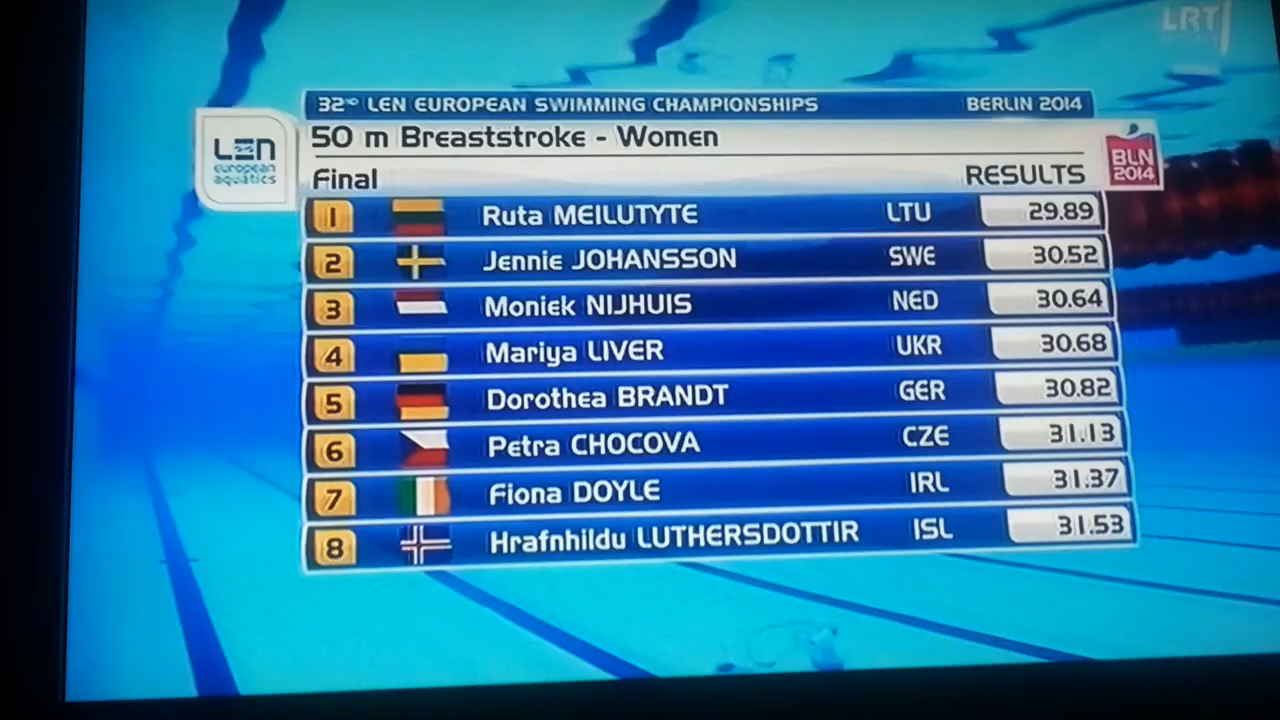 LRT
32ND LEN EUROPEAN SWIMMING CHAMPIONSHIPS BERLIN 2014
LEN
european
aquatics
50 m Breaststroke - Women
BLN
2014
Final RESULTS
1 Ruta MEILUTYTE LTU 29.89
2 Jennie JOHANSSON SWE 30.52
3 Moniek NIJHUIS NED 30.64
4 Mariya LIVER UKR 30.68
5 Dorothea BRANDT GER 30.82
6 Petra CHOCOVA CZE 31.13
7 Fiona DOYLE IRL 31.37
8 Hrafnhildu LUTHERSDOTTIR ISL 31.53